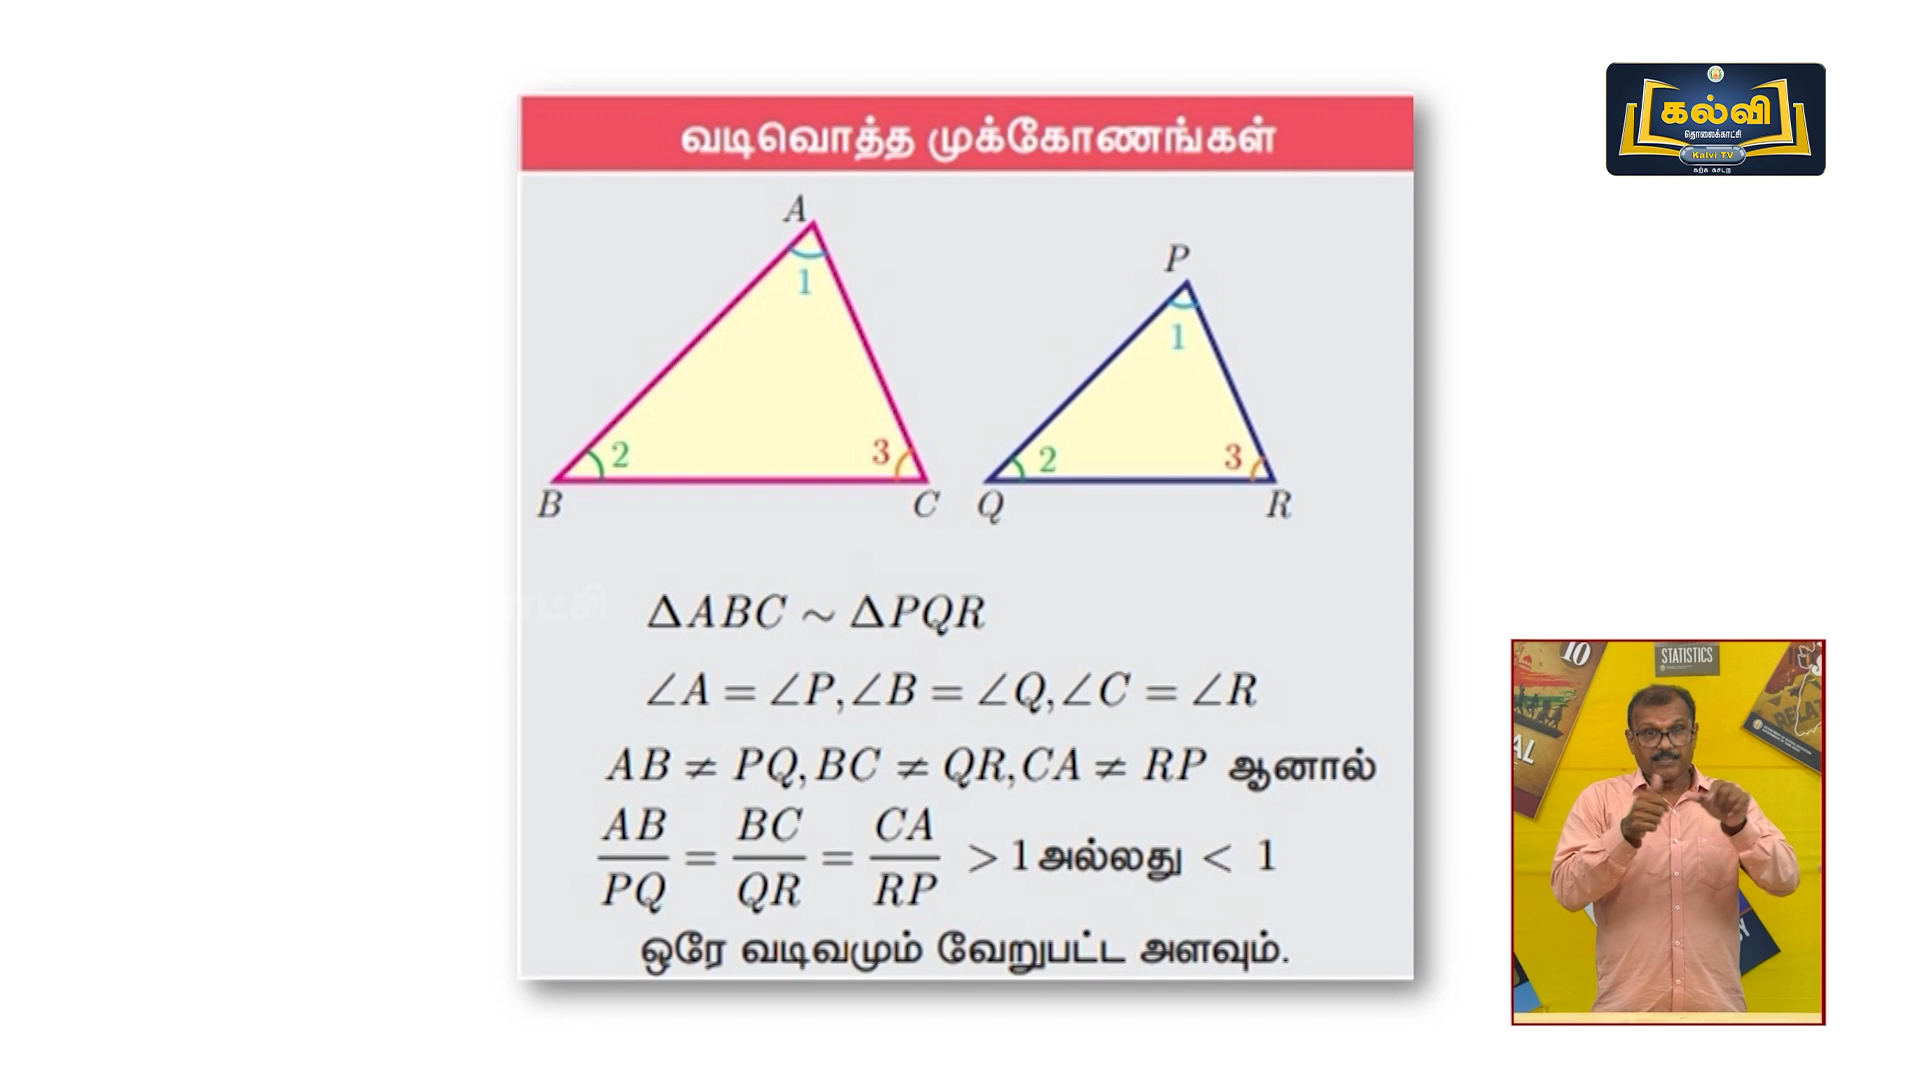 வடிவொத்த முக்கோணங்கள்
கல்வி
தொலைக்காட்சி
Kalvi TV
கற்க கசடற
A
P
1
1
2
3
2
3
B
C
Q
R
ΔABC ~ ΔPQR
∠A = ∠P, ∠B = ∠Q, ∠C = ∠R
AB ≠ PQ, BC ≠ QR, CA ≠ RP ஆனால்
AB/PQ = BC/QR = CA/RP > 1 அல்லது < 1
ஒரே வடிவமும் வேறுபட்ட அளவும்.
10
STATISTICS